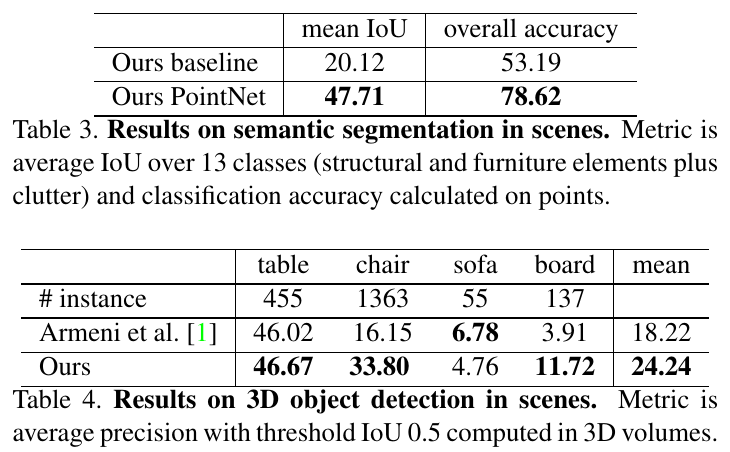 mean IoU overall accuracy
Ours baseline 20.12 53.19
Ours PointNet 47.71 78.62
Table 3. Results on semantic segmentation in scenes. Metric is
average IoU over 13 classes (structural and furniture elements plus
clutter) and classification accuracy calculated on points.
table chair sofa board mean
# instance 455 1363 55 137
Armeni et al. [1] 46.02 16.15 6.78 3.91 18.22
Ours 46.67 33.80 4.76 11.72 24.24
Table 4. Results on 3D object detection in scenes. Metric is
average precision with threshold IoU 0.5 computed in 3D volumes.